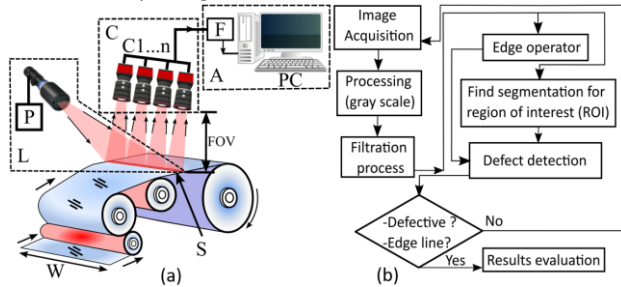 C
C1...n
F
A
PC
P
L
FOV
S
W
(a)
Image
Acquisition
Processing
(gray scale)
Filtration
process
Edge operator
Find segmentation for
region of interest (ROI)
Defect detection
-Defective ?
-Edge line?
No
Yes
Results evaluation
(b)